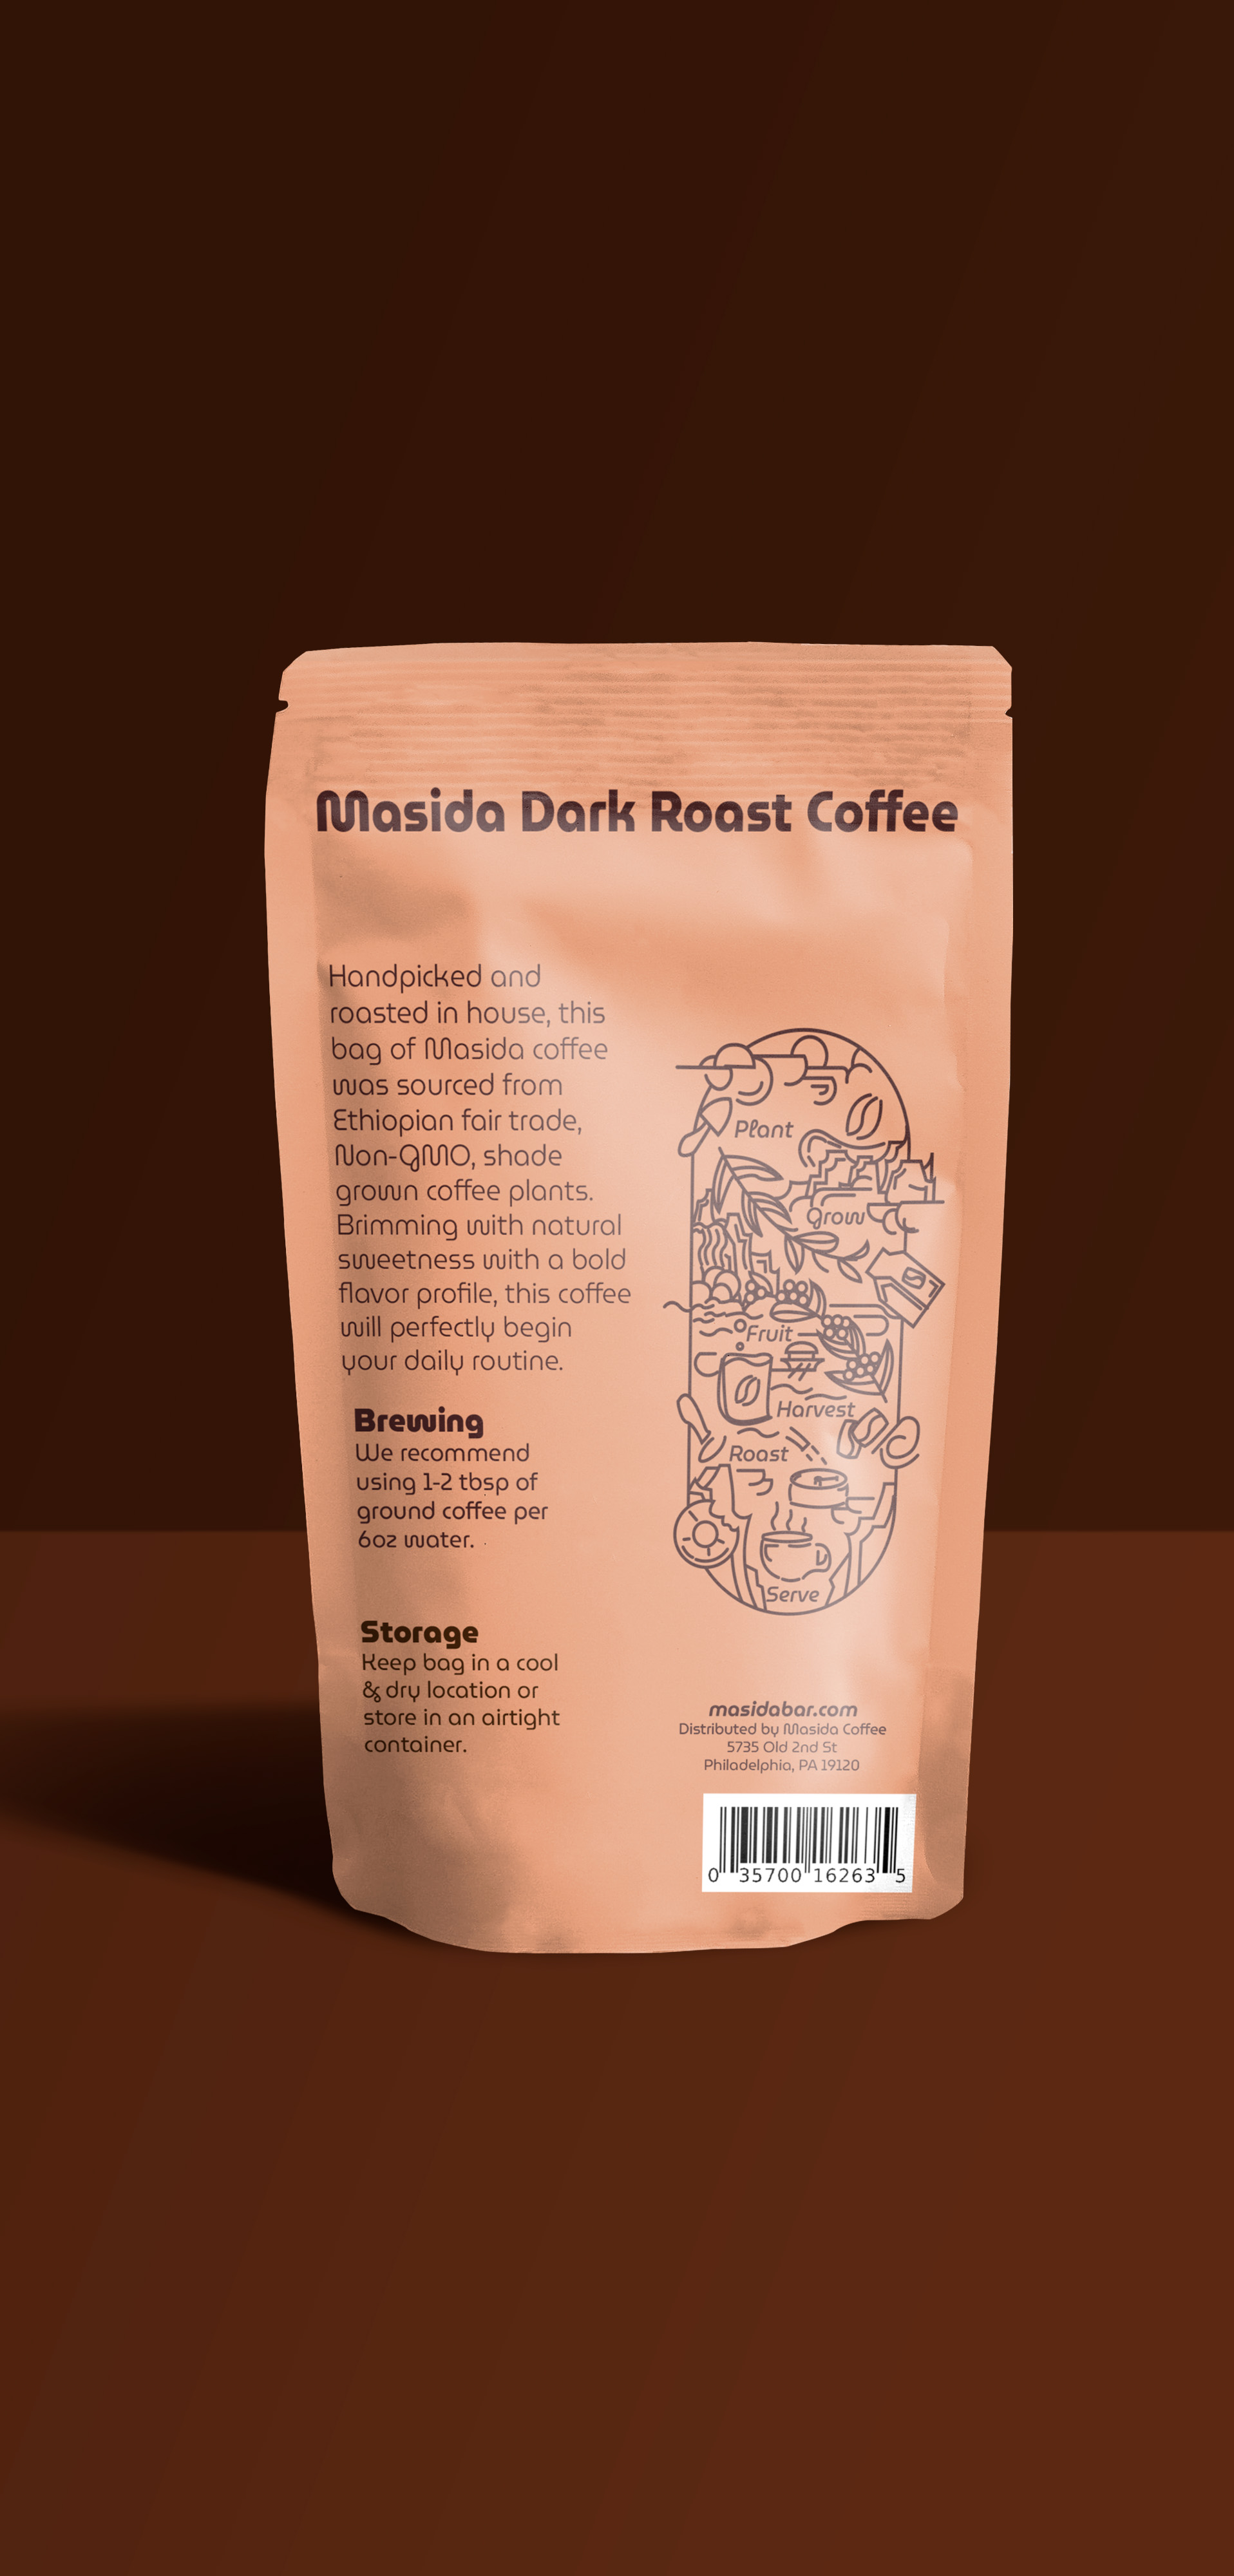 Masida Dark Roast Coffee
Handpicked and
roasted in house, this
bag of Masida coffee
was sourced from
Ethiopian fair trade,
Non-GMO, shade
grown coffee plants.
Brimming with natural
sweetness with a bold
flavor profile, this coffee
will perfectly begin
your daily routine.
Brewing
We recommend
using 1-2 tbsp of
ground coffee per
6oz water.
Storage
Keep bag in a cool
& dry location or
store in an airtight
container.
Plant
Grow
Fruit
Harvest
Roast
Serve
masidabar.com
Distributed by Masida Coffee
5735 Old 2nd St
Philadelphia, PA 19120
0 35700 16263 5